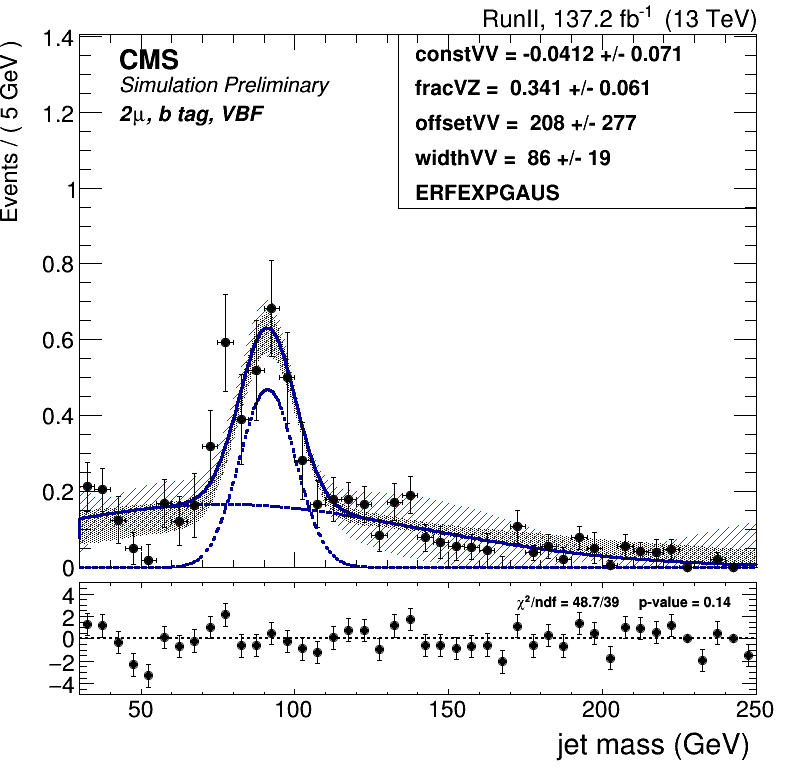 RunII, 137.2 fb-1 (13 TeV)
CMS
Simulation Preliminary
2μ, b tag, VBF
constVV = -0.0412 +/- 0.071
fracVZ = 0.341 +/- 0.061
offsetVV = 208 +/- 277
widthVV = 86 +/- 19
ERFEXPGAUS
Events / ( 5 GeV )
1.4
1.2
1
0.8
0.6
0.4
0.2
0
χ2/ndf = 48.7/39 p-value = 0.14
4
2
0
−2
−4
50 100 150 200 250
jet mass (GeV)